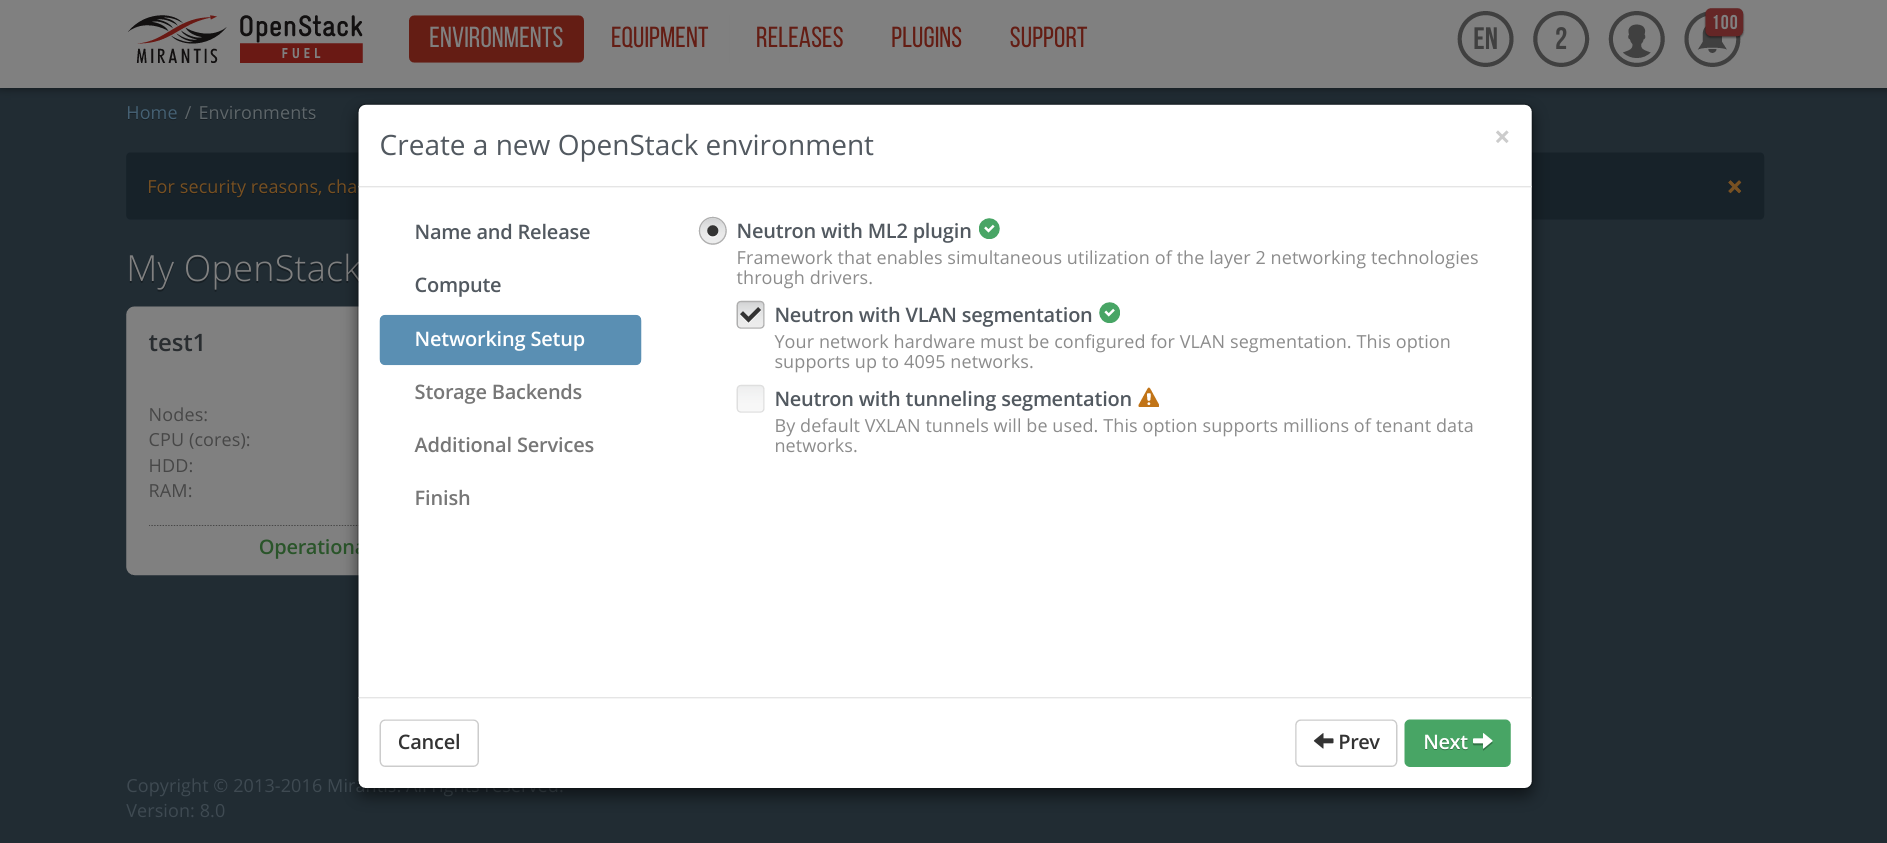 MIRANTIS
OpenStack
FUEL
ENVIRONMENTS EQUIPMENT RELEASES PLUGINS SUPPORT
EN 2 100
Home / Environments
For security reasons, cha
My OpenStack
test1
Nodes:
CPU (cores):
HDD:
RAM:
Operationa
Create a new OpenStack environment
×
Name and Release
Compute
Networking Setup
Storage Backends
Additional Services
Finish
Neutron with ML2 plugin
Framework that enables simultaneous utilization of the layer 2 networking technologies
through drivers.
Neutron with VLAN segmentation
Your network hardware must be configured for VLAN segmentation. This option
supports up to 4095 networks.
Neutron with tunneling segmentation
By default VXLAN tunnels will be used. This option supports millions of tenant data
networks.
Cancel
Prev
Next
Copyright © 2013-2016 Mirantis. All rights reserved.
Version: 8.0